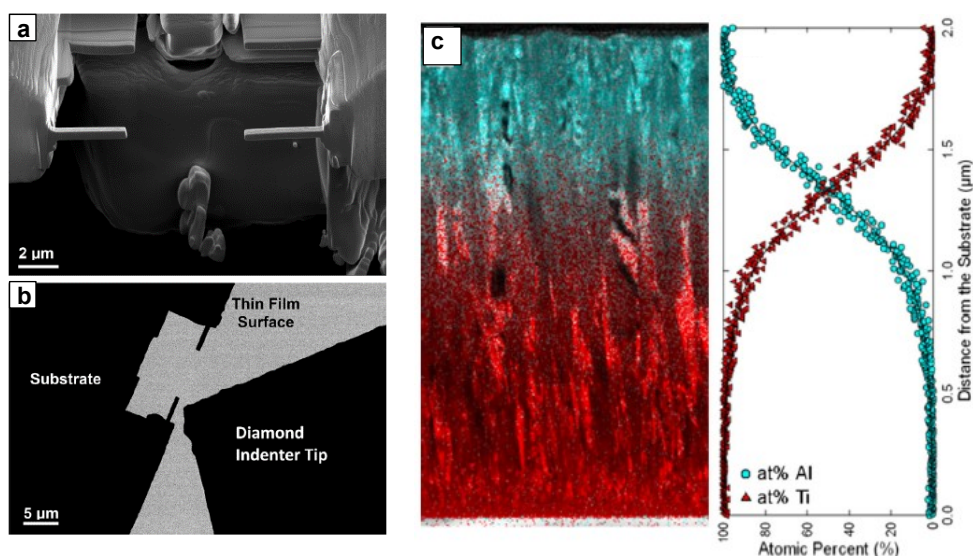 a
2 µm
b
Thin Film
Surface
Substrate
Diamond
Indenter Tip
5 µm
c
2.0
1.5
1.0
0.5
0.0
Distance from the Substrate (µm)
at% Al
at% Ti
100 80 60 40 20 0
Atomic Percent (%)